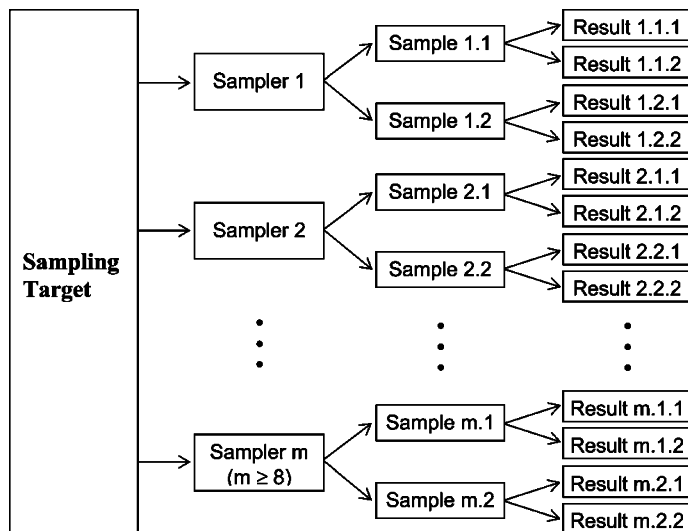 Sampling
Target
Sampler 1
Sample 1.1
Result 1.1.1
Result 1.1.2
Sample 1.2
Result 1.2.1
Result 1.2.2
Sampler 2
Sample 2.1
Result 2.1.1
Result 2.1.2
Sample 2.2
Result 2.2.1
Result 2.2.2
Sampler m
(m ≥ 8)
Sample m.1
Result m.1.1
Result m.1.2
Sample m.2
Result m.2.1
Result m.2.2